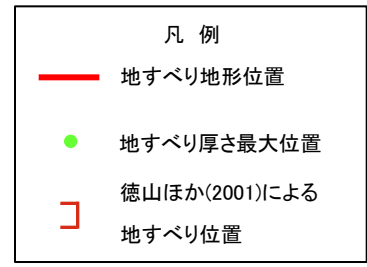 凡 例
地すべり地形位置
地すべり厚さ最大位置
徳山ほか(2001)による
地すべり位置